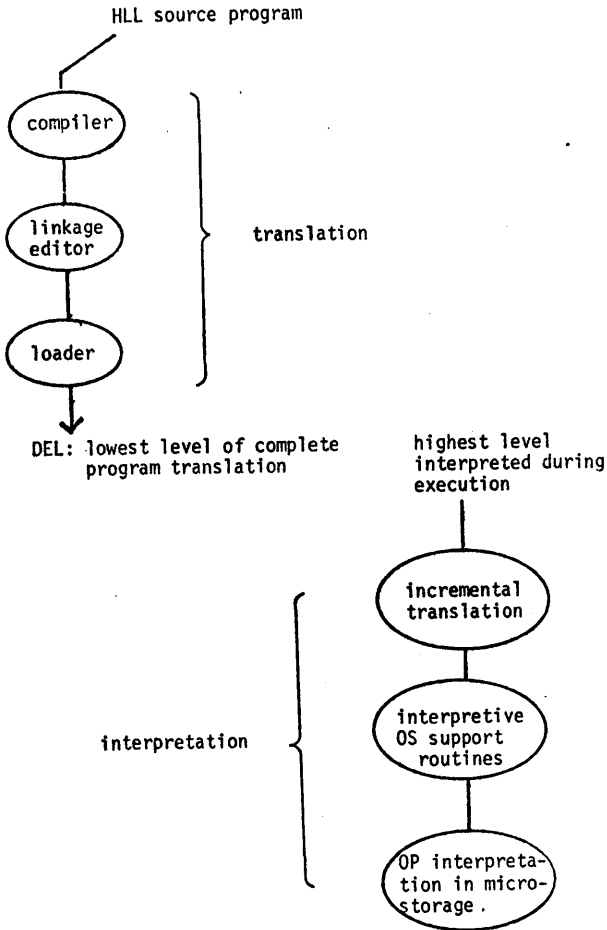 HLL source program
compiler
linkage
editor
translation
loader
DEL: lowest level of complete
program translation
highest level
interpreted during
execution
incremental
translation
interpretive
OS support
routines
interpretation
OP interpreta-
tion in micro-
storage.